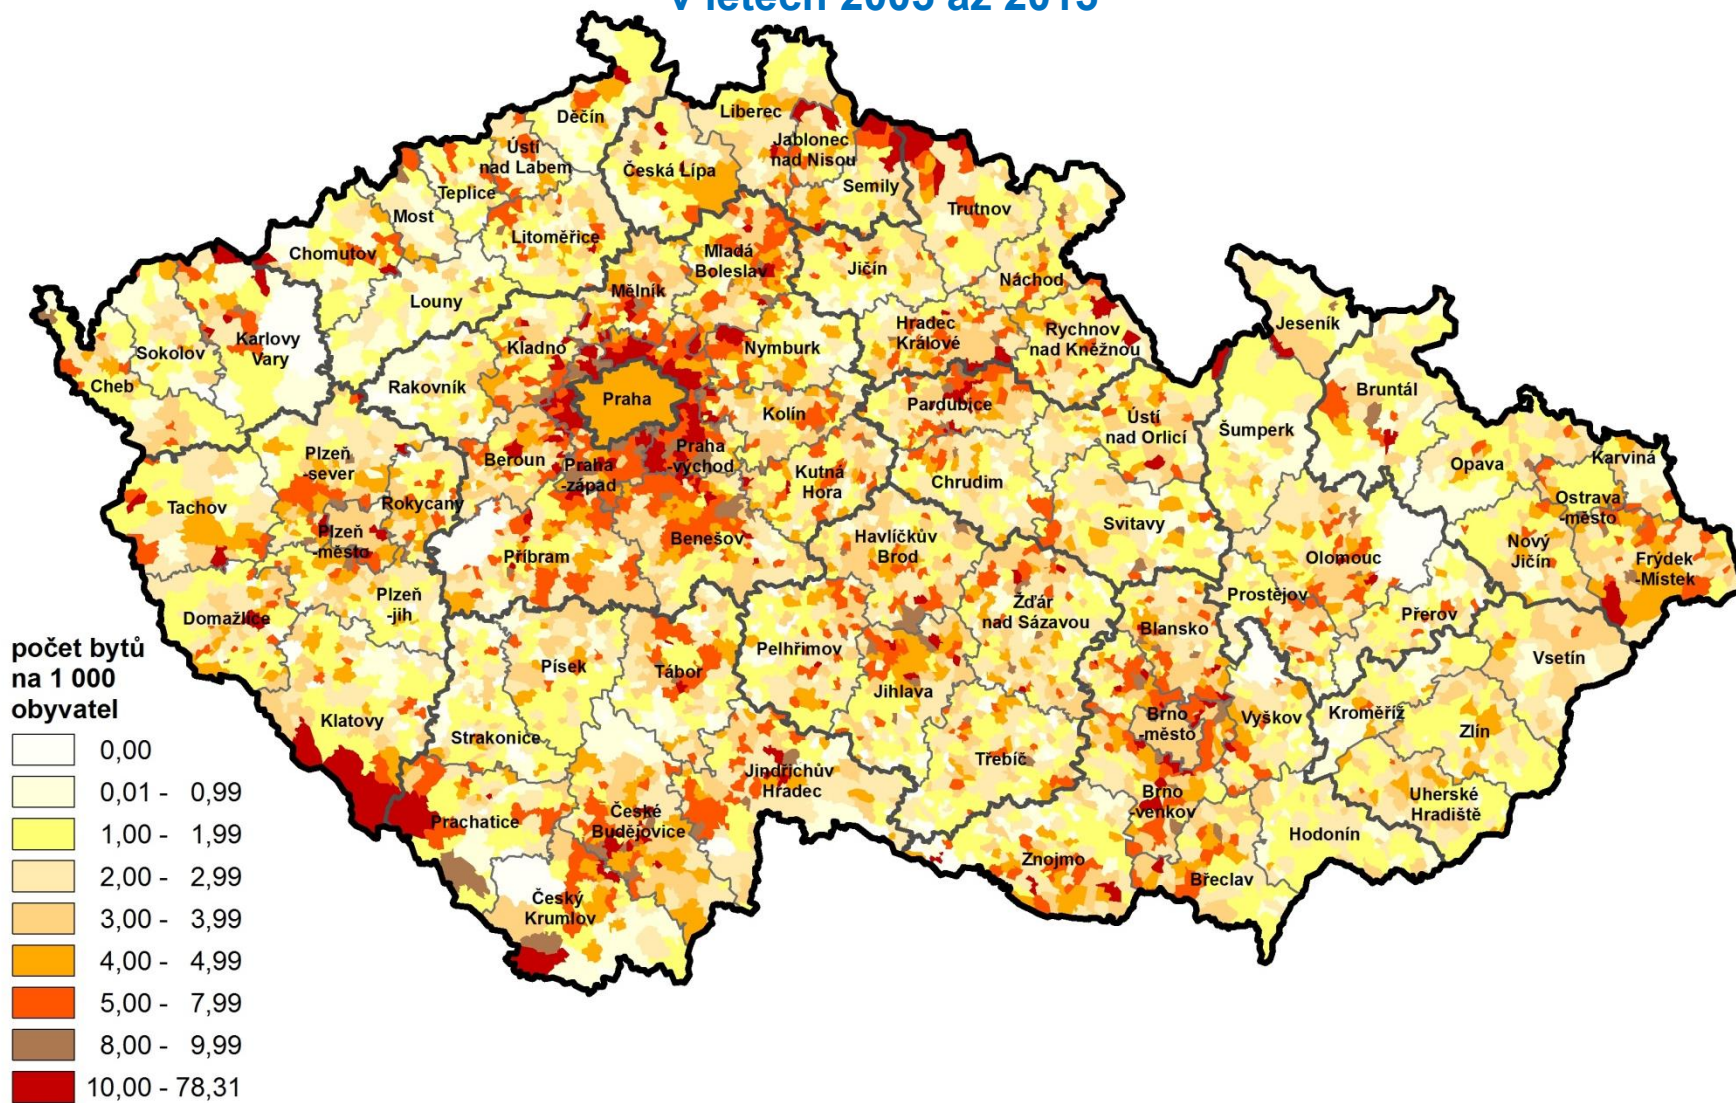 v letech 2005 až 2015
Děčín
Liberec
Jablonec
nad Nisou
Ústí
nad Labem
Česká Lípa
Semily
Teplice
Most
Trutnov
Litoměřice
Chomutov
Mladá
Boleslav
Jičín
Náchod
Mělník
Louny
Karlovy
Vary
Sokolov
Cheb
Kladno
Nymburk
Hradec
Králové
Rychnov
nad Kněžnou
Jeseník
Rakovník
Praha
Kolín
Pardubice
Ústí
nad Orlicí
Šumperk
Bruntál
Plzeň
-sever
Beroun
Praha
-západ
Praha
-východ
Kutná
Hora
Chrudim
Opava
Karviná
Ostrava
-město
Tachov
Rokycany
Plzeň
-město
Svitavy
Benešov
Havlíčkův
Brod
Příbram
Olomouc
Nový
Jičín
Frýdek
-Místek
Domažlice
Plzeň
-jih
Žďár
nad Sázavou
Prostějov
Přerov
Blansko
počet bytů
na 1 000
obyvatel
Pelhřimov
Písek
Tábor
Vsetín
Jihlava
Klatovy
Strakonice
Brno
-město
Vyškov
Kroměříž
Zlín
Třebíč
Jindřichův
Hradec
Brno
-venkov
Uherské
Hradiště
Prachatice
České
Budějovice
Hodonín
Znojmo
Břeclav
Český
Krumlov
0,00
0,01 - 0,99
1,00 - 1,99
2,00 - 2,99
3,00 - 3,99
4,00 - 4,99
5,00 - 7,99
8,00 - 9,99
10,00 - 78,31